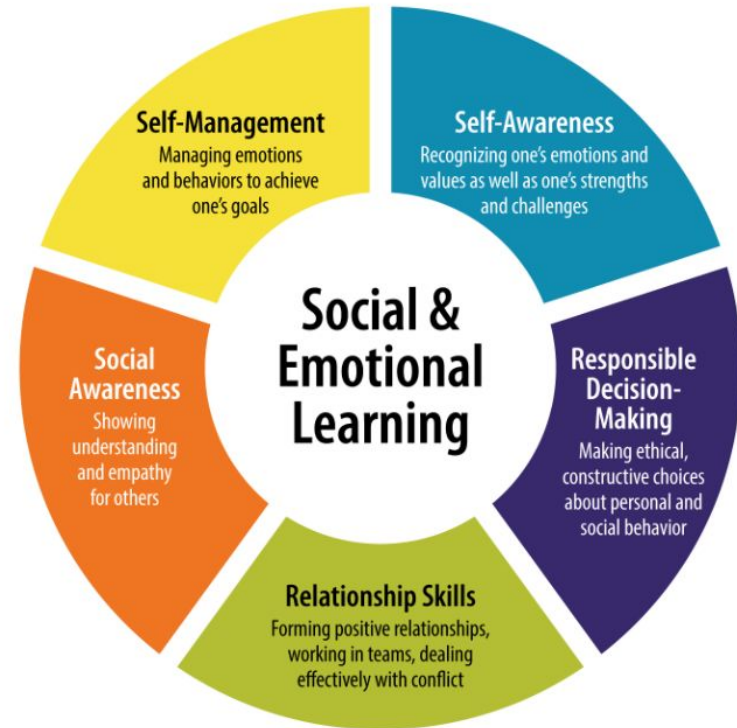 Self-Management
Managing emotions
and behaviors to achieve
one's goals
Self-Awareness
Recognizing one's emotions and
values as well as one's strengths
and challenges
Social &
Emotional
Learning
Social
Awareness
Showing
understanding
and empathy
for others
Responsible
Decision-
Making
Making ethical,
constructive choices
about personal and
social behavior
Relationship Skills
Forming positive relationships,
working in teams, dealing
effectively with conflict